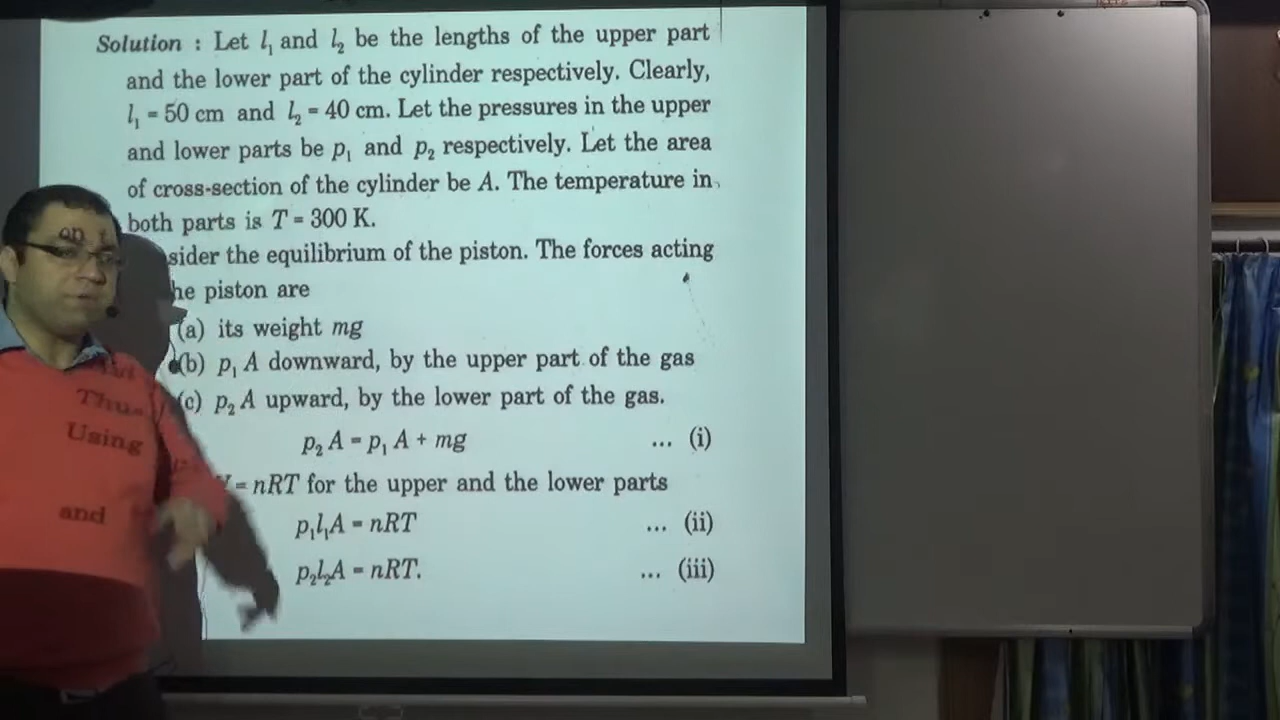 Solution : Let l₁ and l₂ be the lengths of the upper part
and the lower part of the cylinder respectively. Clearly,
l₁ = 50 cm and l₂ = 40 cm. Let the pressures in the upper
and lower parts be p₁ and p₂ respectively. Let the area
of cross-section of the cylinder be A. The temperature in
both parts is T = 300 K.
sider the equilibrium of the piston. The forces acting
he piston are
(a) its weight mg
(b) p₁ A downward, by the upper part of the gas
(c) p₂ A upward, by the lower part of the gas.
Thus,
p₂ A = p₁ A + mg ... (i)
Using
= nRT for the upper and the lower parts
p₁l₁A = nRT ... (ii)
and
p₂l₂A = nRT. ... (iii)